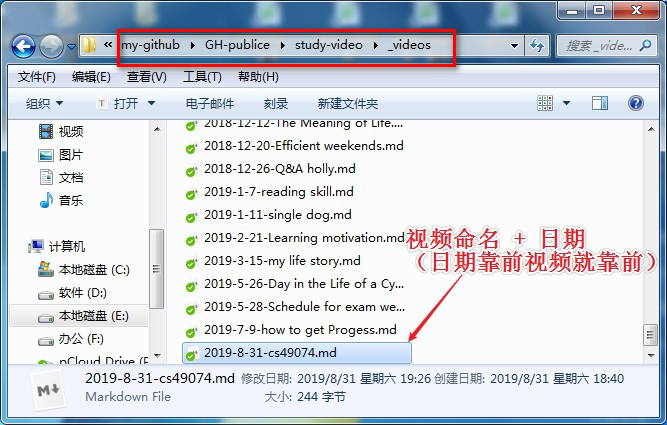 « my-github ▸ GH-publice ▸ study-video ▸ _videos
搜索 _vide...
文件(F) 编辑(E) 查看(V) 工具(T) 帮助(H)
组织 打开 电子邮件 刻录 新建文件夹
视频
图片
文档
音乐
计算机
本地磁盘 (C:)
软件 (D:)
本地磁盘 (E:)
办公 (F:)
pCloud Drive (P
2018-12-12-The Meaning of Life....
2018-12-20-Efficient weekends.md
2018-12-26-Q&A holly.md
2019-1-7-reading skill.md
2019-1-11-single dog.md
2019-2-21-Learning motivation.md
2019-3-15-my life story.md
2019-5-26-Day in the Life of a Cy...
2019-5-28-Schedule for exam we...
2019-7-9-how to get Progess.md
2019-8-31-cs49074.md
视频命名 + 日期
（日期靠前视频就靠前）
2019-8-31-cs49074.md 修改日期: 2019/8/31 星期六 19:26 创建日期: 2019/8/31 星期六 18:40
Markdown File 大小: 244 字节
M